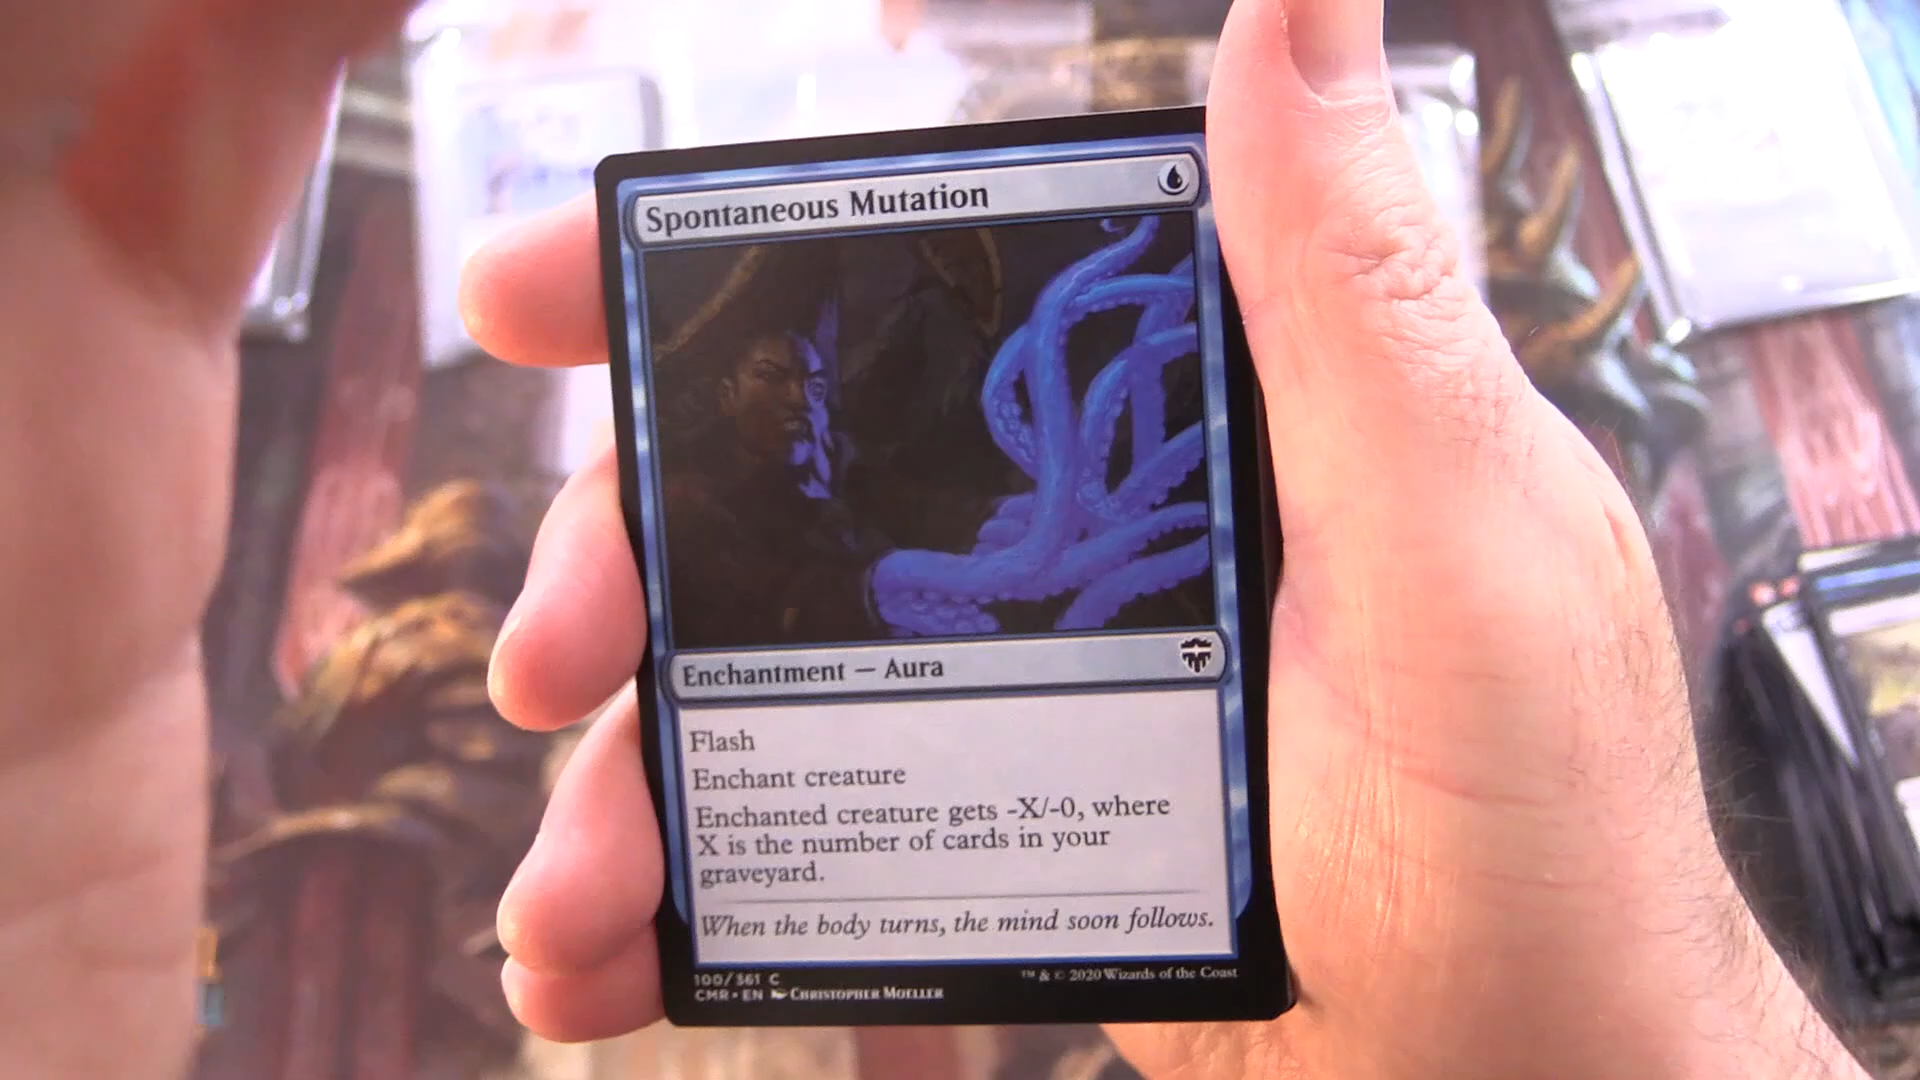 Spontaneous Mutation
Enchantment — Aura
Flash
Enchant creature
Enchanted creature gets -X/-0, where
X is the number of cards in your
graveyard.
When the body turns, the mind soon follows.
100/361 C
CMR • EN Christopher Moeller
™ & © 2020 Wizards of the Coast